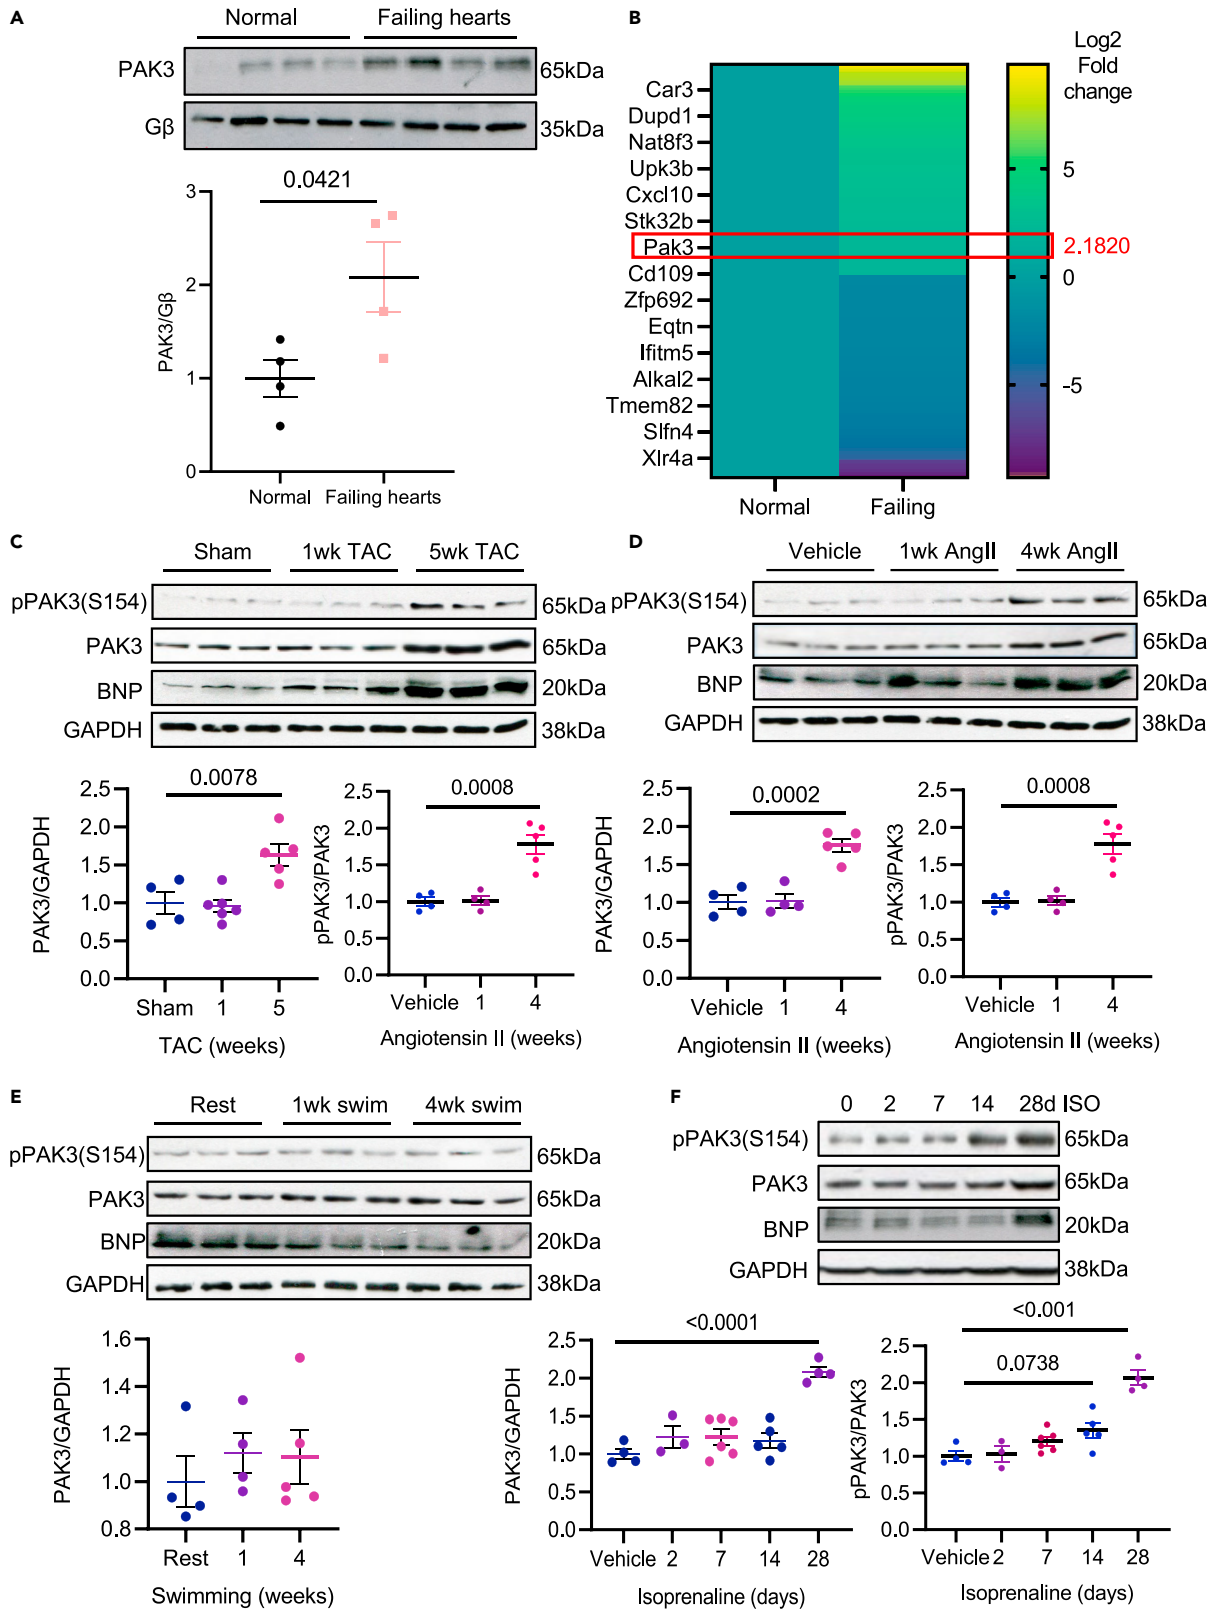 A
Normal
Failing hearts
PAK3
65kDa
Gβ
35kDa
0.0421
3
2
1
0
PAK3/Gβ
Normal
Failing hearts
B
Log2
Fold
change
Car3
Dupd1
Nat8f3
Upk3b
Cxcl10
Stk32b
Pak3
Cd109
Zfp692
Eqtn
Ifitm5
Alkal2
Tmem82
Slfn4
Xlr4a
5
2.1820
0
-5
Normal
Failing
C
Sham
1wk TAC
5wk TAC
pPAK3(S154)
65kDa
PAK3
65kDa
BNP
20kDa
GAPDH
38kDa
0.0078
2.5
2.0
1.5
1.0
0.5
0.0
PAK3/GAPDH
Sham
1
5
TAC (weeks)
0.0008
2.5
2.0
1.5
1.0
0.5
0.0
pPAK3/PAK3
Vehicle
1
4
Angiotensin II (weeks)
D
Vehicle
1wk AngII
4wk AngII
pPAK3(S154)
65kDa
PAK3
65kDa
BNP
20kDa
GAPDH
38kDa
0.0002
2.5
2.0
1.5
1.0
0.5
0.0
PAK3/GAPDH
Vehicle
1
4
Angiotensin II (weeks)
0.0008
2.5
2.0
1.5
1.0
0.5
0.0
pPAK3/PAK3
Vehicle
1
4
Angiotensin II (weeks)
E
Rest
1wk swim
4wk swim
pPAK3(S154)
65kDa
PAK3
65kDa
BNP
20kDa
GAPDH
38kDa
1.6
1.4
1.2
1.0
0.8
PAK3/GAPDH
Rest
1
4
Swimming (weeks)
F
0 2 7 14 28d ISO
pPAK3(S154)
65kDa
PAK3
65kDa
BNP
20kDa
GAPDH
38kDa
<0.0001
2.5
2.0
1.5
1.0
0.5
0.0
PAK3/GAPDH
Vehicle 2 7 14 28
Isoprenaline (days)
<0.001
0.0738
2.5
2.0
1.5
1.0
0.5
0.0
pPAK3/PAK3
Vehicle 2 7 14 28
Isoprenaline (days)